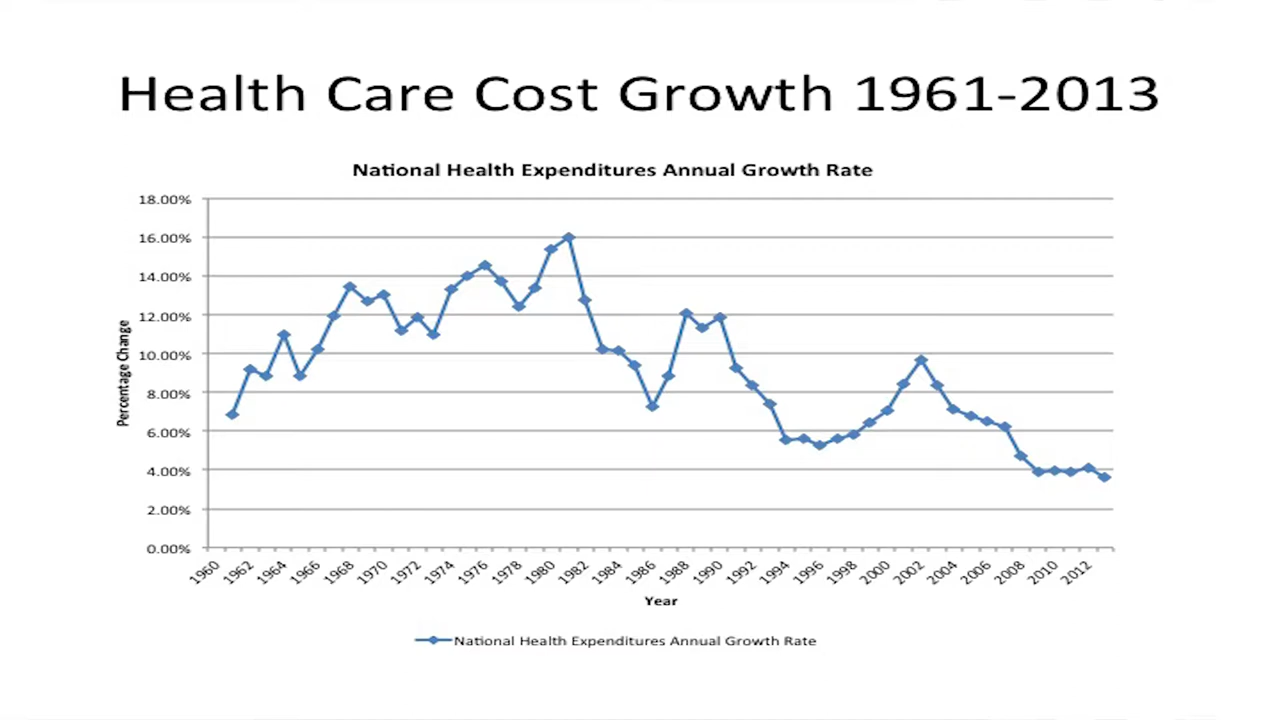 Health Care Cost Growth 1961-2013
National Health Expenditures Annual Growth Rate
18.00%
16.00%
14.00%
12.00%
10.00%
8.00%
6.00%
4.00%
2.00%
0.00%
Percentage Change
1960 1962 1964 1966 1968 1970 1972 1974 1976 1978 1980 1982 1984 1986 1988 1990 1992 1994 1996 1998 2000 2002 2004 2006 2008 2010 2012
Year
National Health Expenditures Annual Growth Rate